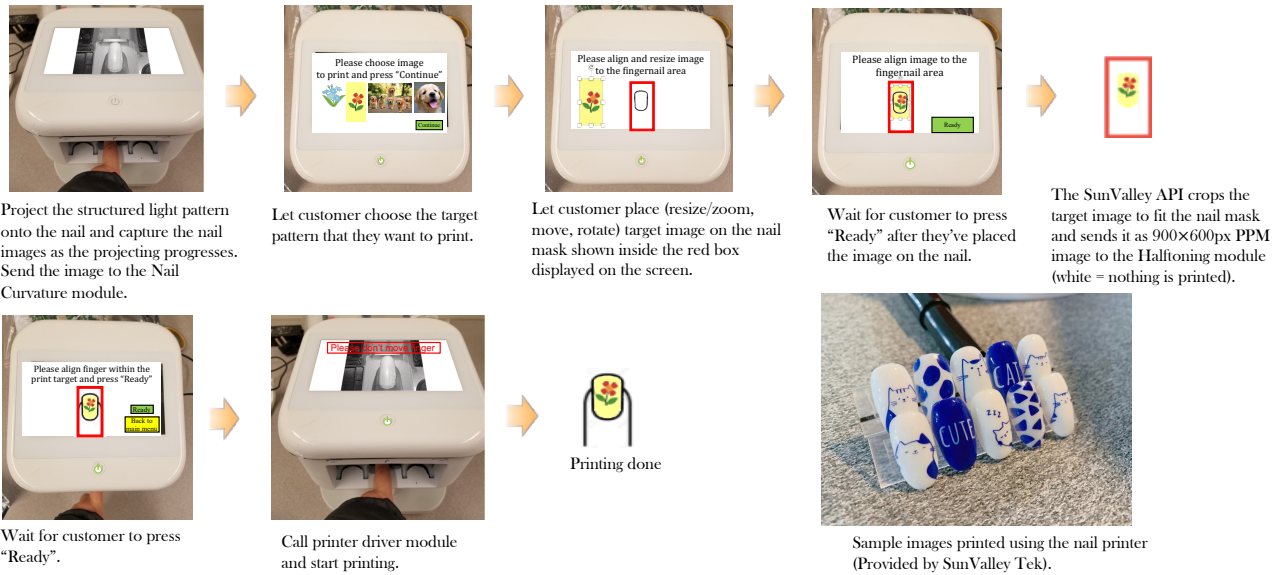 Please choose image
to print and press "Continue"
Continue
Please align and resize image
to the fingernail area
Please align image to the
fingernail area
Ready
Project the structured light pattern
onto the nail and capture the nail
images as the projecting progresses.
Send the image to the Nail
Curvature module.
Let customer choose the target
pattern that they want to print.
Let customer place (resize/zoom,
move, rotate) target image on the nail
mask shown inside the red box
displayed on the screen.
Wait for customer to press
“Ready” after they’ve placed
the image on the nail.
The SunValley API crops the
target image to fit the nail mask
and sends it as 900×600px PPM
image to the Halftoning module
(white = nothing is printed).
Please align finger within the
print target and press "Ready"
Ready
Back to
main menu
Please don't move finger
Printing done
CAT
CUTE
zzz
Wait for customer to press
“Ready”.
Call printer driver module
and start printing.
Sample images printed using the nail printer
(Provided by SunValley Tek).